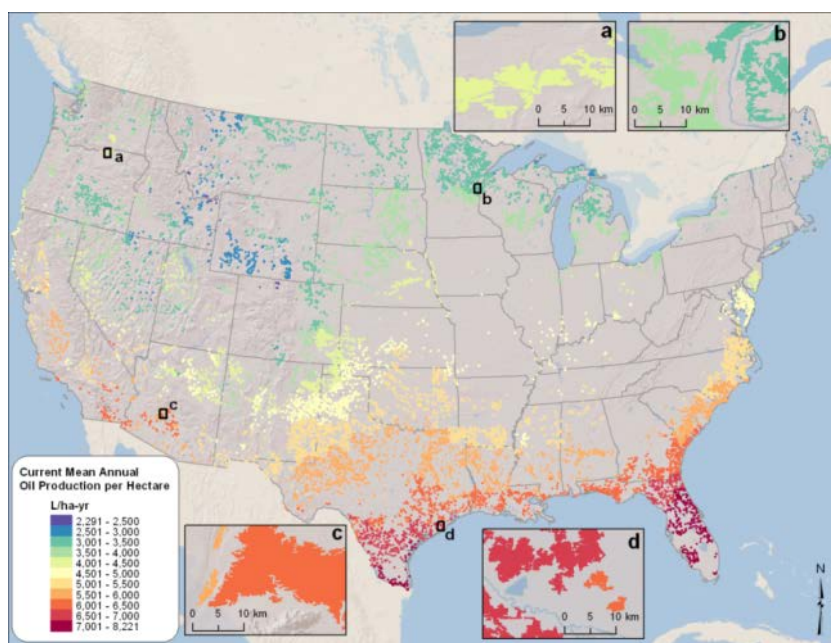 a
0 5 10 km
b
0 5 10 km
a
b
c
d
Current Mean Annual
Oil Production per Hectare
L/ha-yr
2,291 - 2,500
2,501 - 3,000
3,001 - 3,500
3,501 - 4,000
4,001 - 4,500
4,501 - 5,000
5,001 - 5,500
5,501 - 6,000
6,001 - 6,500
6,501 - 7,000
7,001 - 8,221
c
0 5 10 km
d
0 5 10 km
N